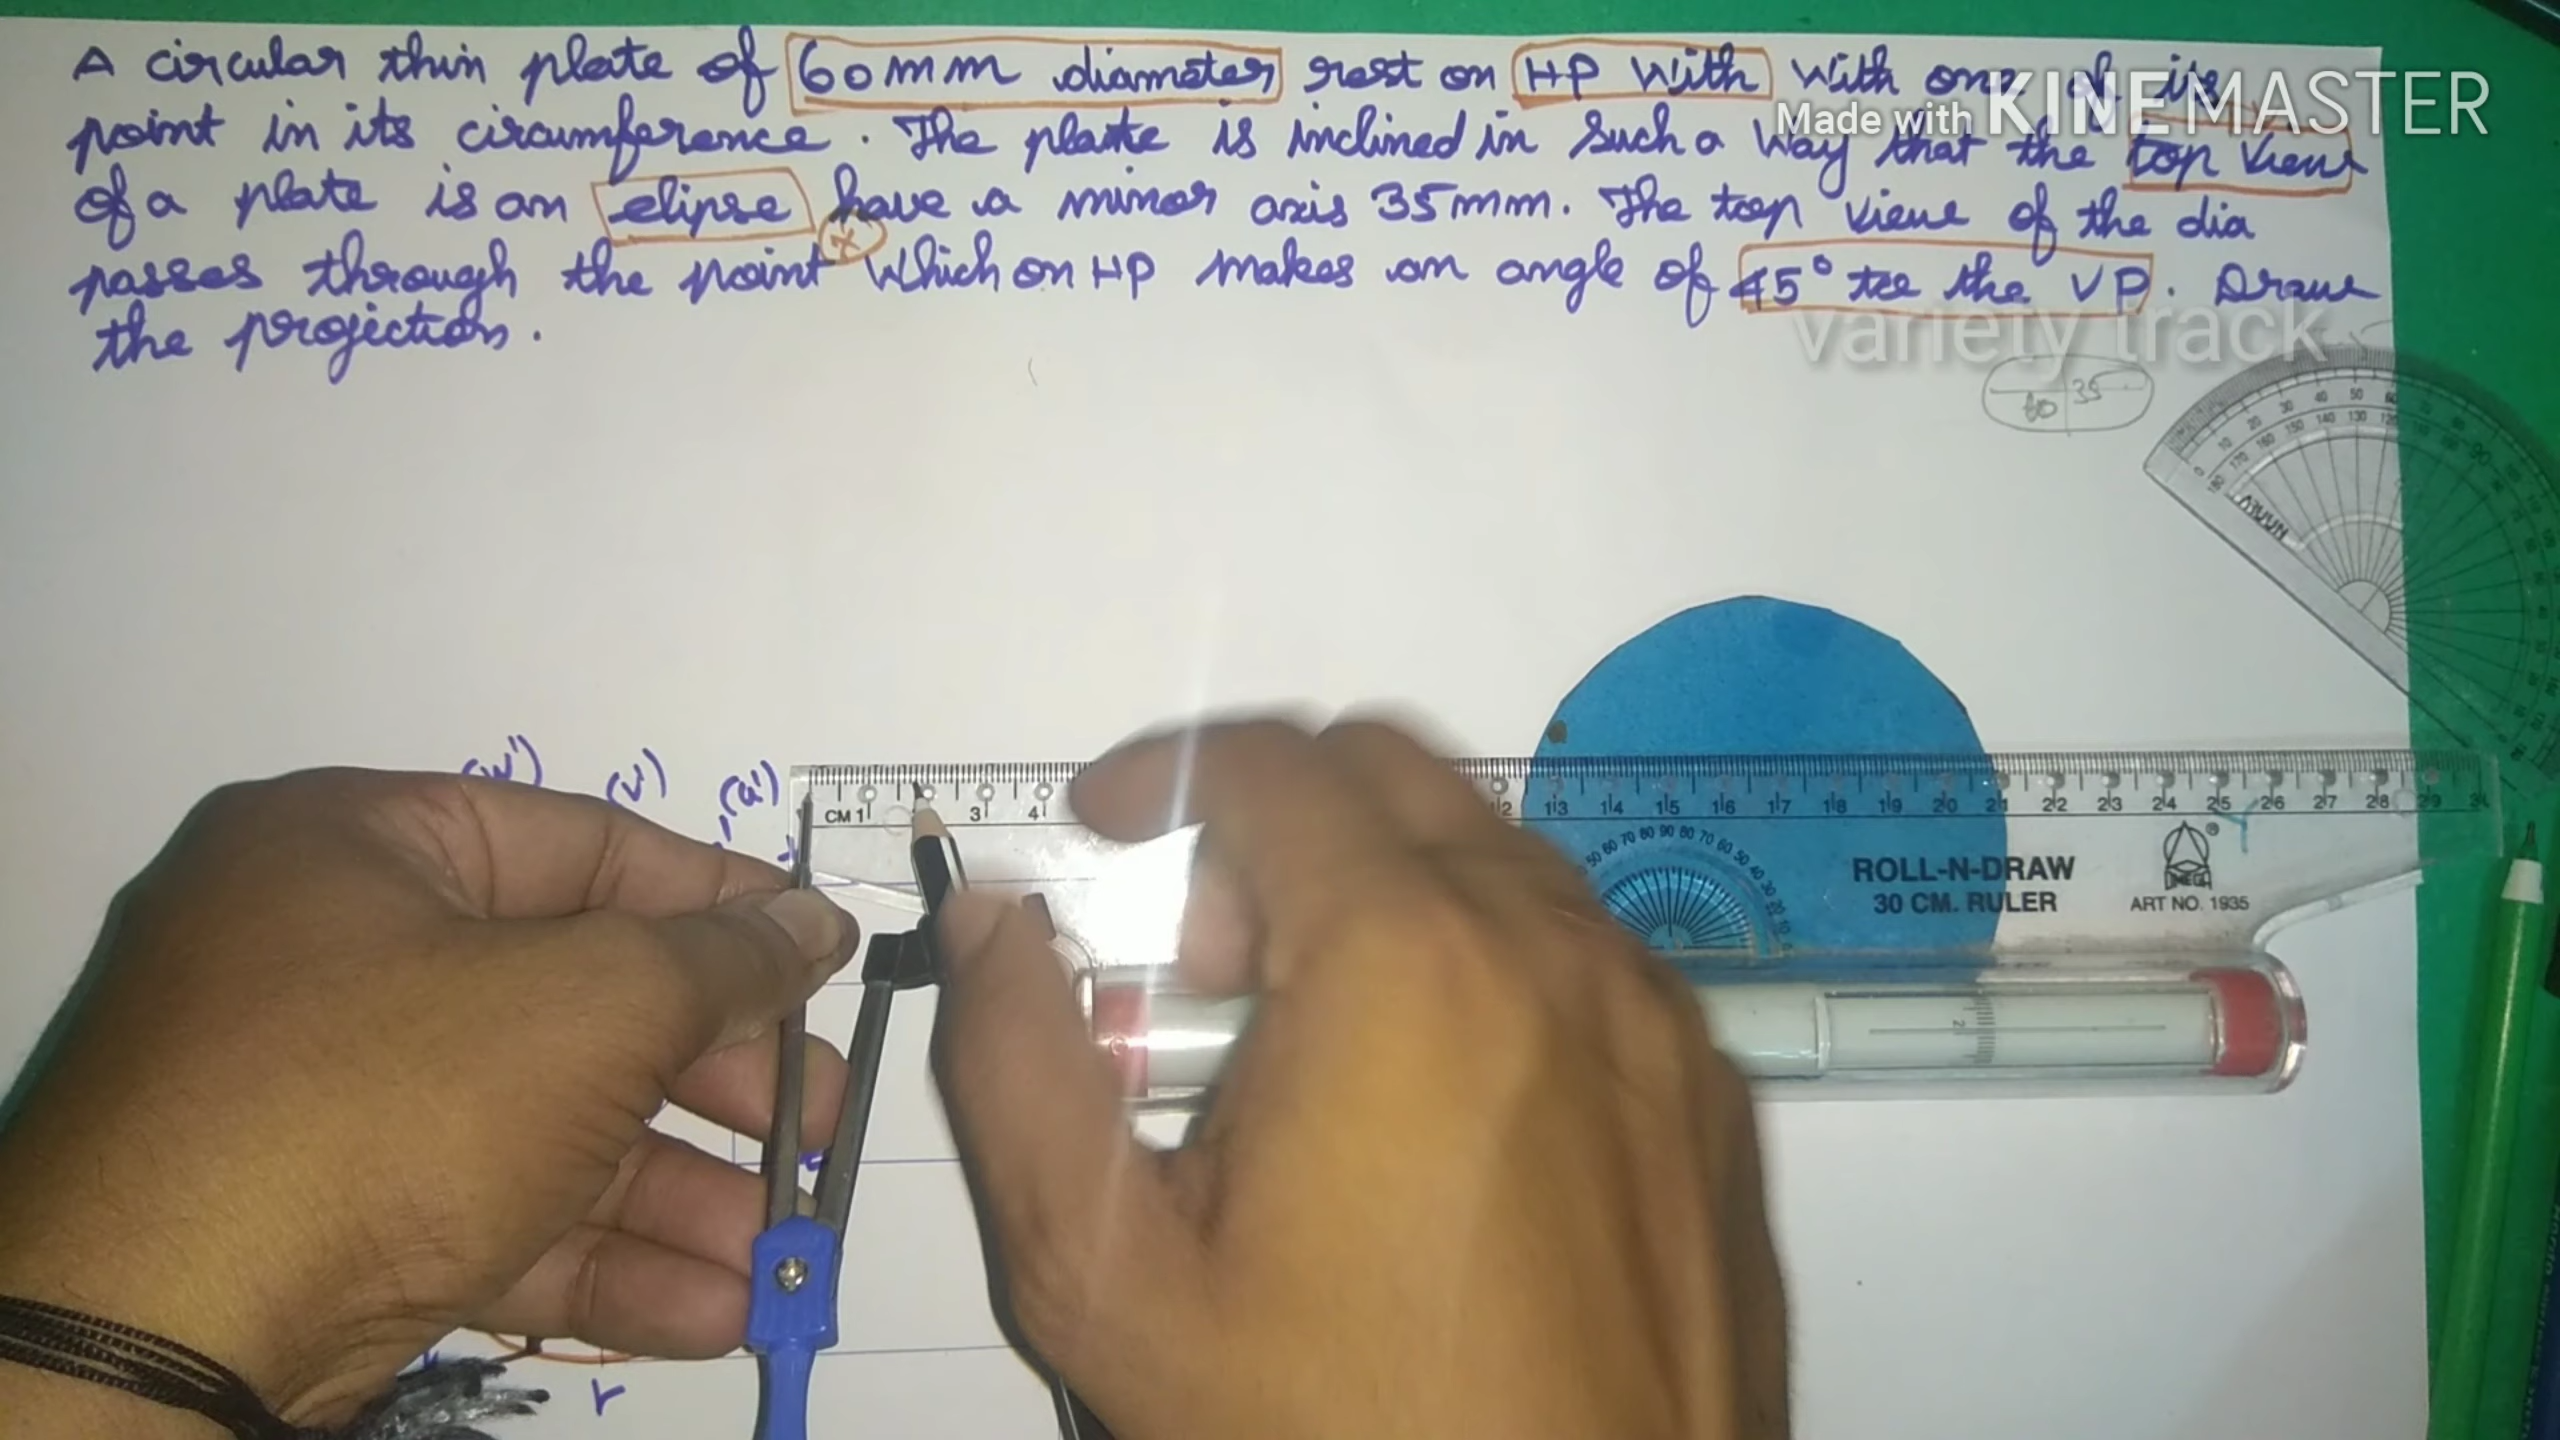 A circular thin plate of 60mm diameter rest on HP with with one of its
point in its circumference. The plate is inclined in such a way that the top view
of a plate is an elipse have a minor axis 35mm. The top view of the dia
passes through the point which on HP makes an angle of 45° to the VP. Draw
the projection.
x
Made with KINEMASTER
variety track
60 35
(w') (v') (u')
CM 1 3 4 12 13 14 15 16 17 18 19 20 21 22 23 24 25 26 27 28 29 30
ROLL-N-DRAW
30 CM. RULER
ART NO. 1935
r